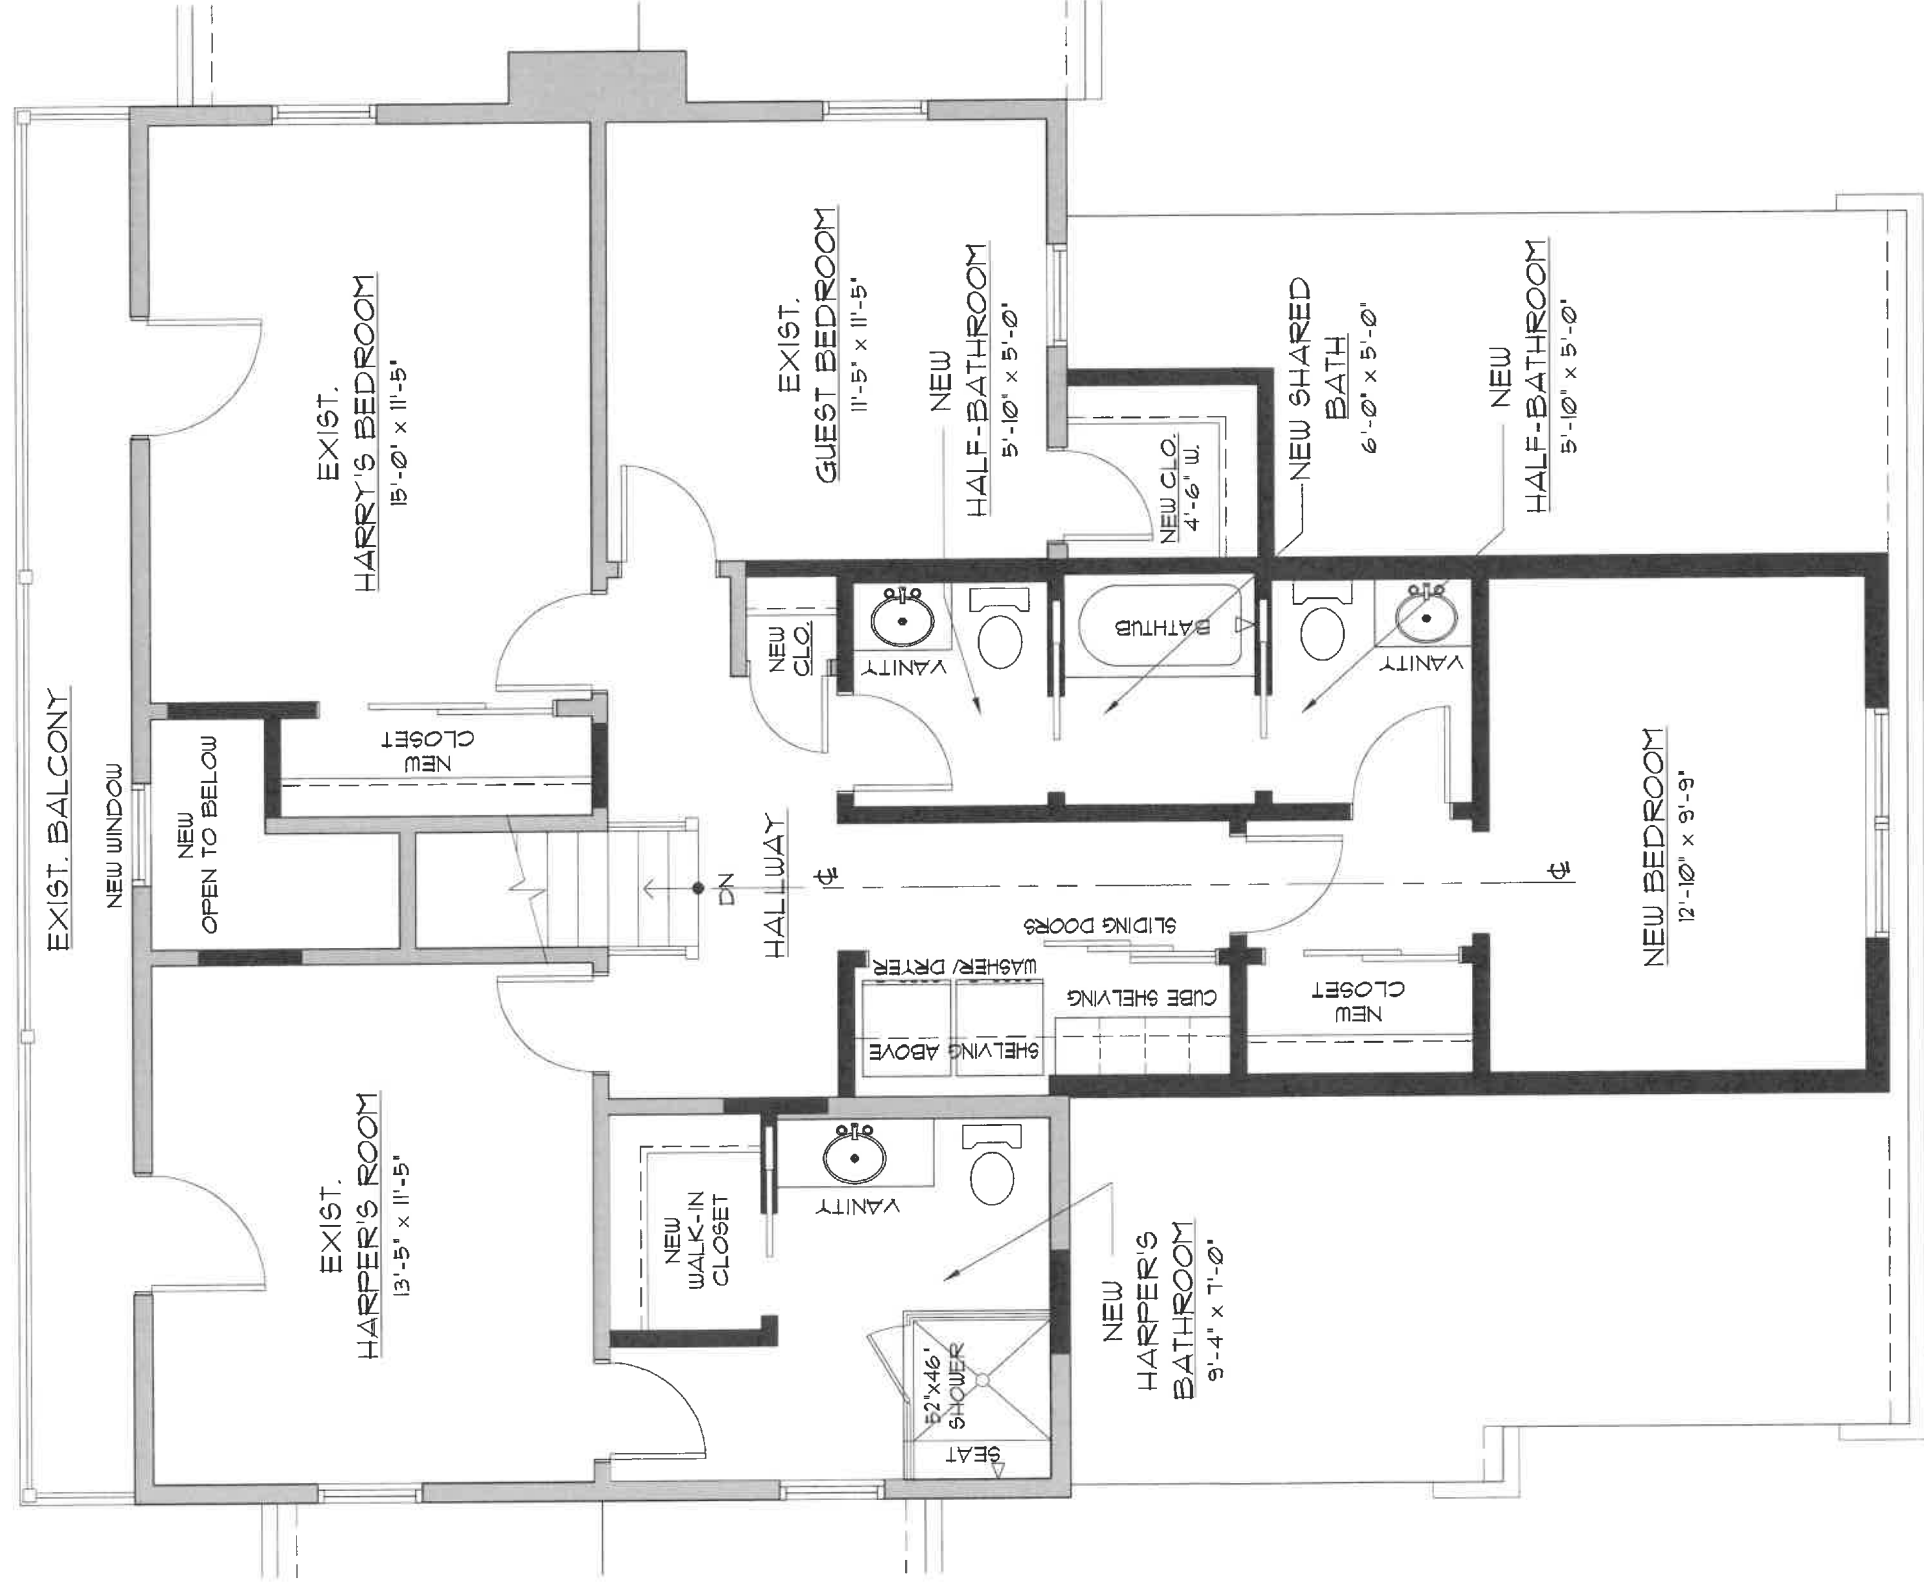 EXIST. BALCONY
NEW WINDOW
NEW
OPEN TO BELOW
EXIST.
HARRY'S BEDROOM
15'-0" x 11'-5"
NEW
CLOSET
EXIST.
HARPER'S ROOM
13'-5" x 11'-5"
EXIST.
GUEST BEDROOM
11'-5" x 11'-5"
NEW
HALF-BATHROOM
5'-10" x 5'-0"
NEW CLO.
4'-6" W.
NEW SHARED
BATH
6'-0" x 5'-0"
NEW
HALF-BATHROOM
5'-10" x 5'-0"
NEW
CLO.
VANITY
BATHTUB
VANITY
DN
HALLWAY
℄
℄
SLIDING DOORS
WASHER/ DRYER
SHELVING ABOVE
CUBE SHELVING
NEW
CLOSET
NEW BEDROOM
12'-10" x 9'-9"
NEW
WALK-IN
CLOSET
VANITY
52"x46"
SHOWER
SEAT
NEW
HARPER'S
BATHROOM
9'-4" x 7'-0"